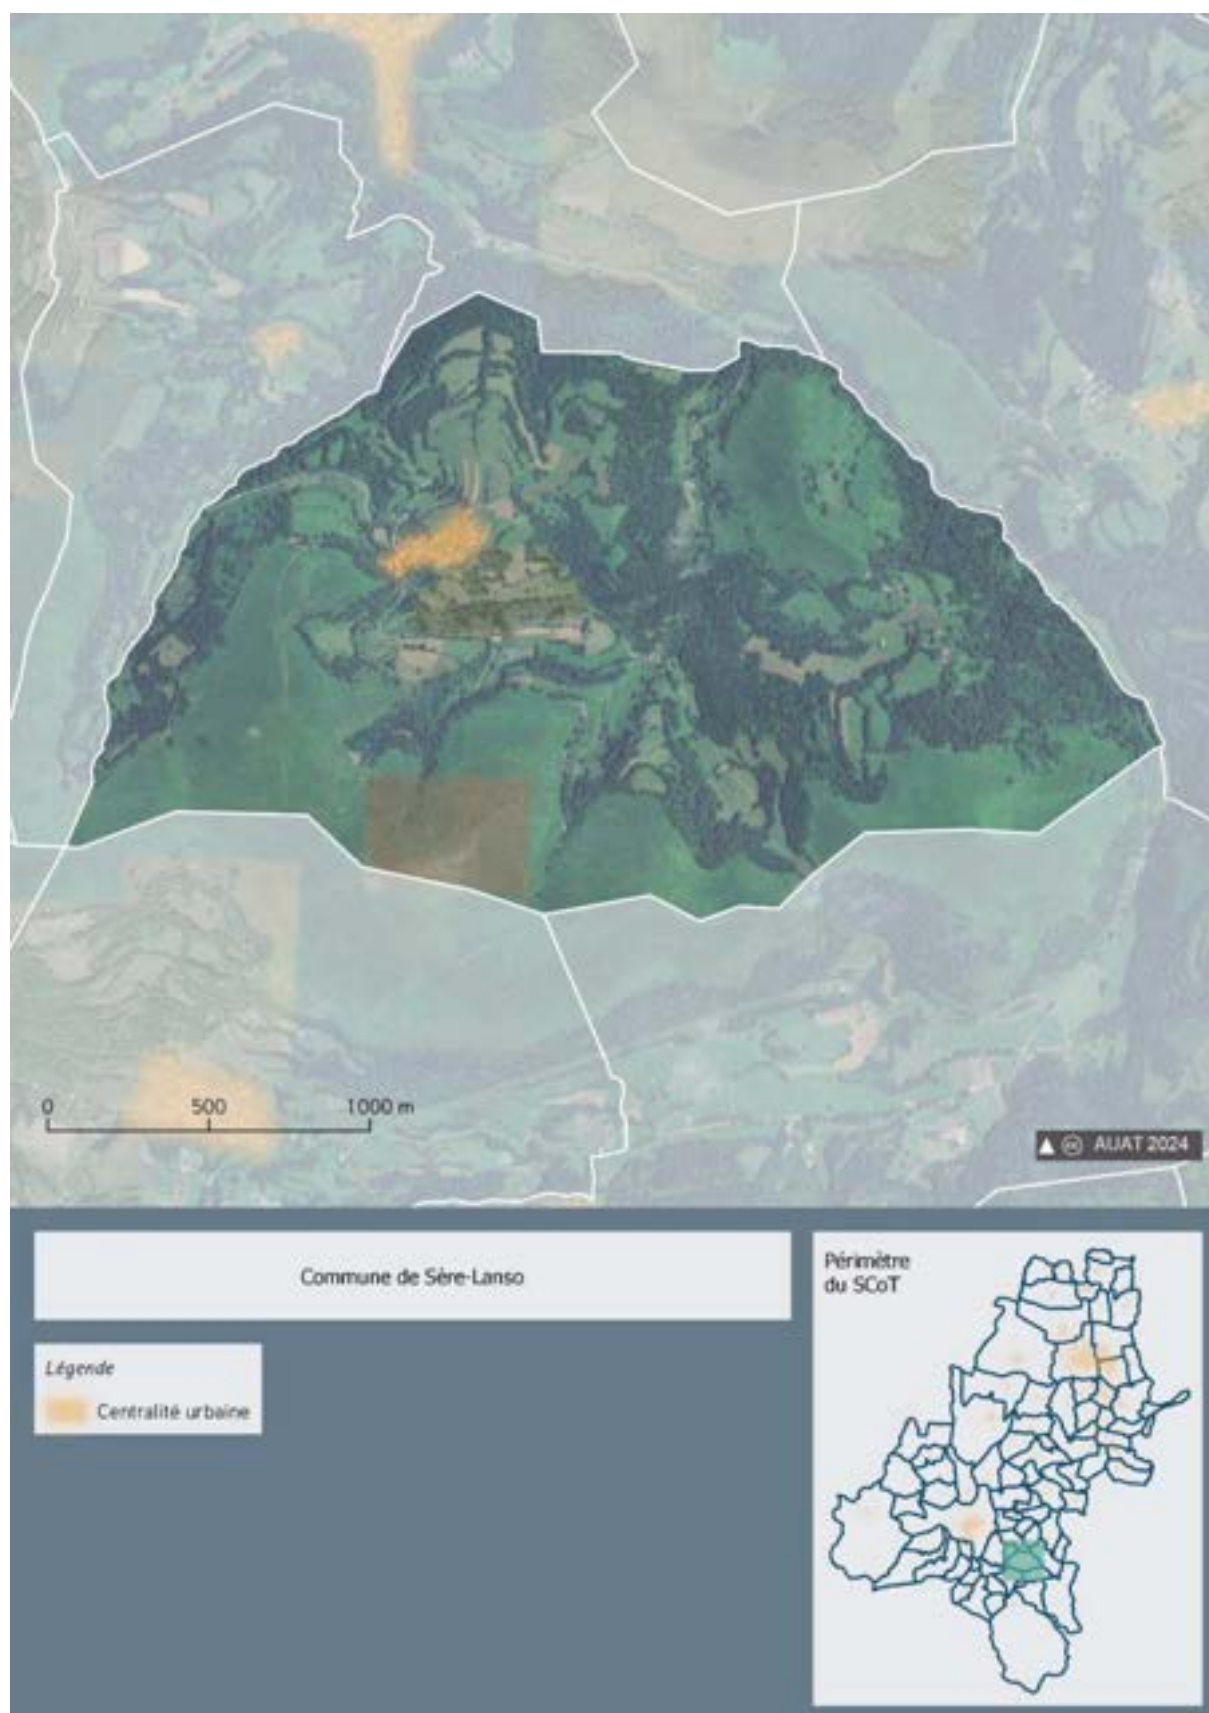 0 500 1000 m
AUAT 2024
Commune de Sère-Lanso
Périmètre
du SCoT
Légende
Centralité urbaine